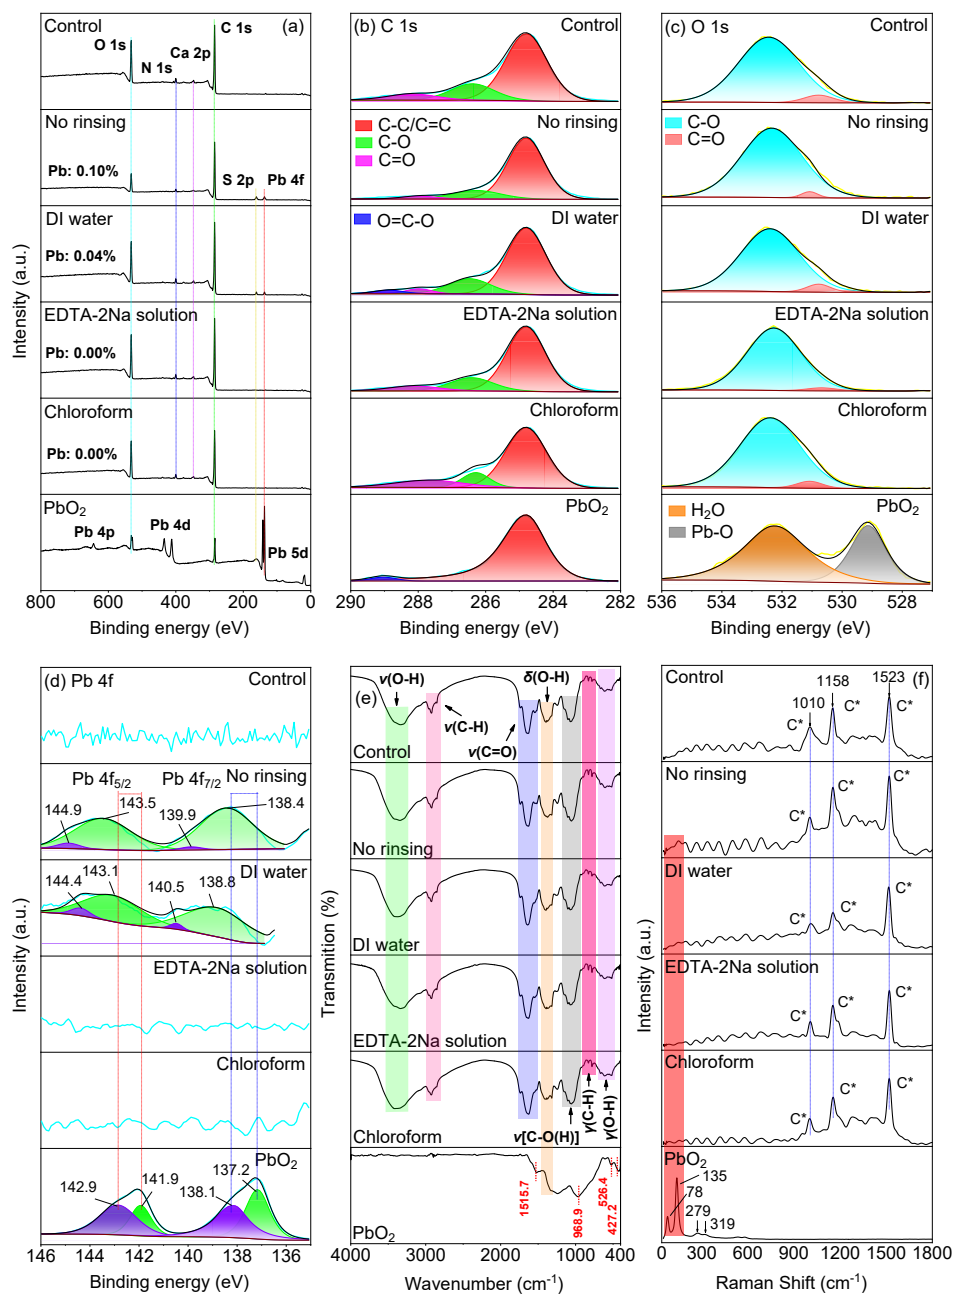 (a)
Control
C 1s
O 1s
Ca 2p
N 1s
No rinsing
Pb: 0.10%
S 2p
Pb 4f
DI water
Pb: 0.04%
EDTA-2Na solution
Pb: 0.00%
Chloroform
Pb: 0.00%
PbO₂
Pb 4p
Pb 4d
Pb 5d
800 600 400 200 0
Binding energy (eV)
Intensity (a.u.)
(b) C 1s
Control
C-C/C=C
C-O
C=O
No rinsing
O=C-O
DI water
EDTA-2Na solution
Chloroform
PbO₂
290 288 286 284 282
Binding energy (eV)
(c) O 1s
Control
C-O
C=O
No rinsing
DI water
EDTA-2Na solution
Chloroform
H₂O
Pb-O
PbO₂
536 534 532 530 528
Binding energy (eV)
(d) Pb 4f
Control
Pb 4f₅/₂
Pb 4f₇/₂
No rinsing
144.9
143.5
139.9
138.4
DI water
144.4
143.1
140.5
138.8
EDTA-2Na solution
Chloroform
PbO₂
142.9
141.9
138.1
137.2
146 144 142 140 138 136
Binding energy (eV)
Intensity (a.u.)
(e)
ν(O-H)
ν(C-H)
ν(C=O)
δ(O-H)
Control
No rinsing
DI water
EDTA-2Na solution
Chloroform
ν[C-O(H)]
γ(C-H)
γ(O-H)
PbO₂
1515.7
968.9
526.4
427.2
4000 3000 2000 1000 400
Wavenumber (cm⁻¹)
Transmition (%)
(f)
Control
1010
1158
1523
C*
C*
C*
No rinsing
C*
C*
C*
DI water
C*
C*
C*
EDTA-2Na solution
C*
C*
C*
Chloroform
C*
C*
C*
PbO₂
135
78
279
319
0 300 600 900 1200 1500 1800
Raman Shift (cm⁻¹)
Intensity (a.u.)